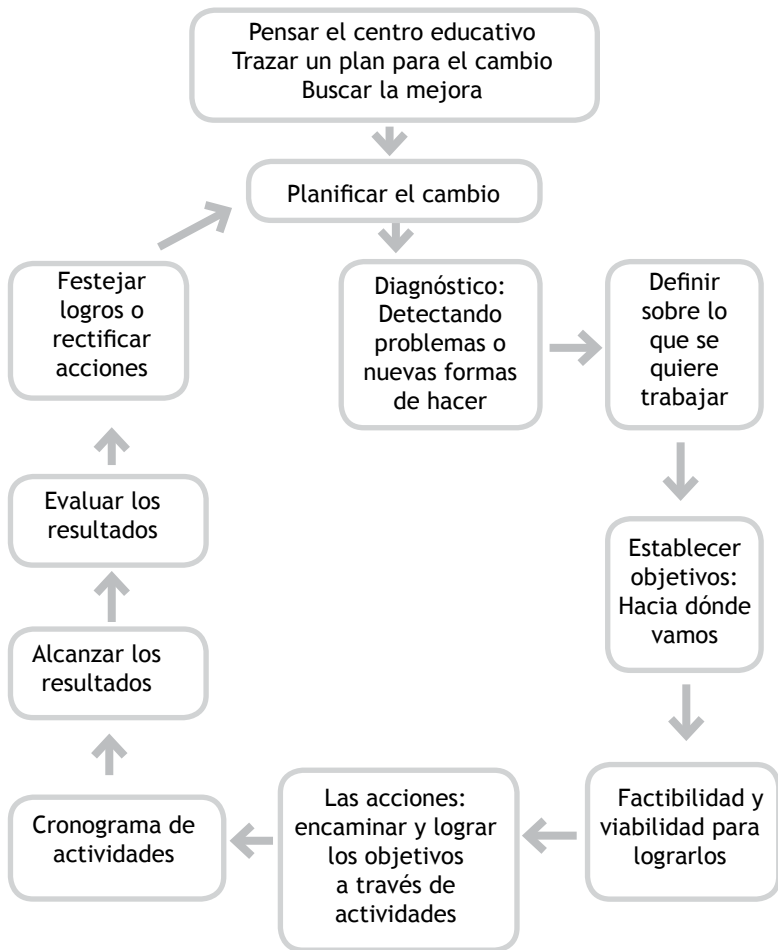 Pensar el centro educativo
Trazar un plan para el cambio
Buscar la mejora
Planificar el cambio
Diagnóstico:
Detectando
problemas o
nuevas formas
de hacer
Definir
sobre lo
que se
quiere
trabajar
Establecer
objetivos:
Hacia dónde
vamos
Factibilidad y
viabilidad para
lograrlos
Las acciones:
encaminar y lograr
los objetivos
a través de
actividades
Cronograma de
actividades
Alcanzar los
resultados
Evaluar los
resultados
Festejar
logros o
rectificar
acciones